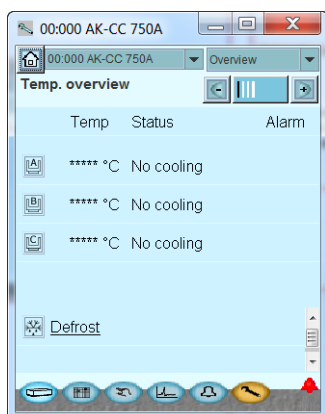 00:000 AK-CC 750A
00:000 AK-CC 750A Overview
Temp. overview
Temp Status Alarm
A ***** °C No cooling
B ***** °C No cooling
C ***** °C No cooling
Defrost